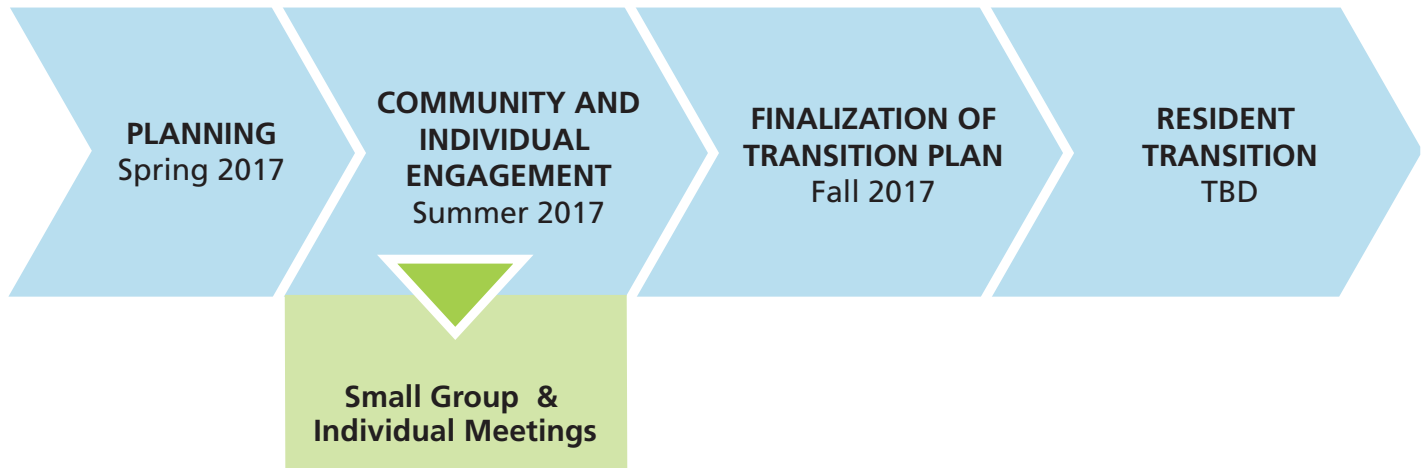 PLANNING
Spring 2017
COMMUNITY AND
INDIVIDUAL
ENGAGEMENT
Summer 2017
FINALIZATION OF
TRANSITION PLAN
Fall 2017
RESIDENT
TRANSITION
TBD
Small Group &
Individual Meetings